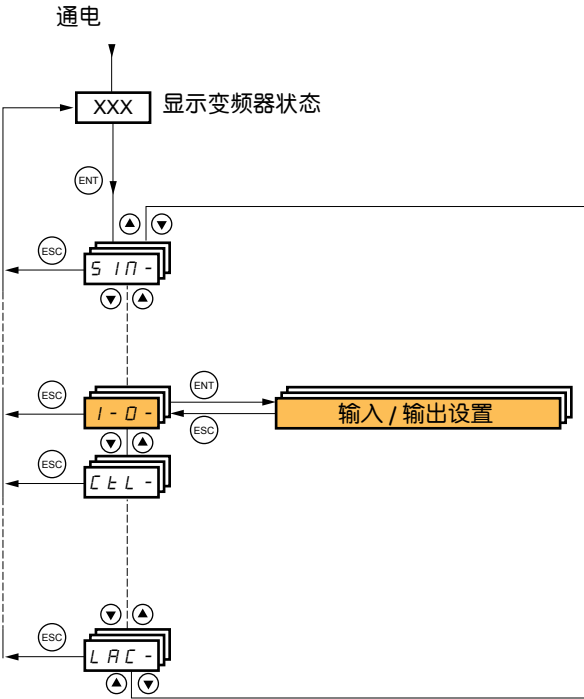 通电
XXX 显示变频器状态
ENT
ESC
SIM-
ESC
ENT
I-O-
输入 / 输出设置
ESC
ESC
CtL-
ESC
LAC-